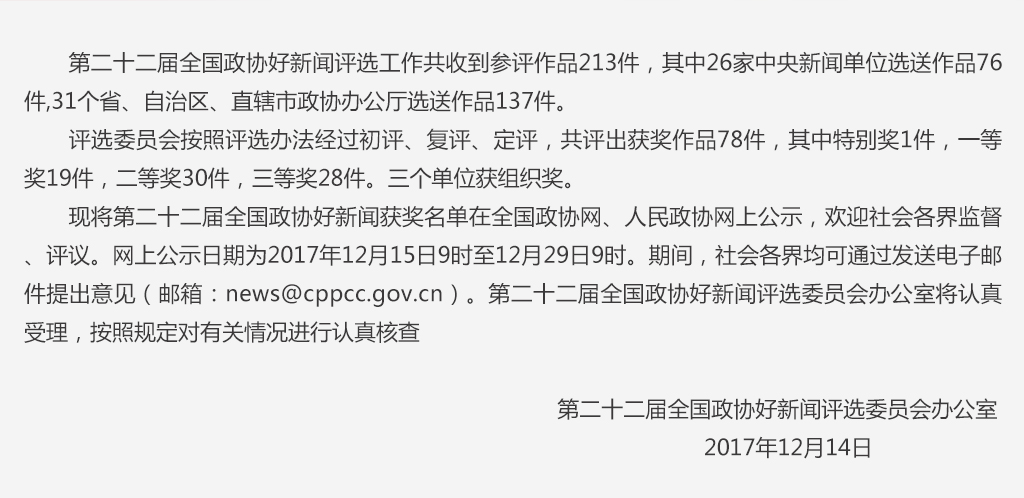 第二十二届全国政协好新闻评选工作共收到参评作品213件，其中26家中央新闻单位选送作品76
件,31个省、自治区、直辖市政协办公厅选送作品137件。
评选委员会按照评选办法经过初评、复评、定评，共评出获奖作品78件，其中特别奖1件，一等
奖19件，二等奖30件，三等奖28件。三个单位获组织奖。
现将第二十二届全国政协好新闻获奖名单在全国政协网、人民政协网上公示，欢迎社会各界监督
、评议。网上公示日期为2017年12月15日9时至12月29日9时。期间，社会各界均可通过发送电子邮
件提出意见（邮箱：news@cppcc.gov.cn）。第二十二届全国政协好新闻评选委员会办公室将认真
受理，按照规定对有关情况进行认真核查
第二十二届全国政协好新闻评选委员会办公室
2017年12月14日